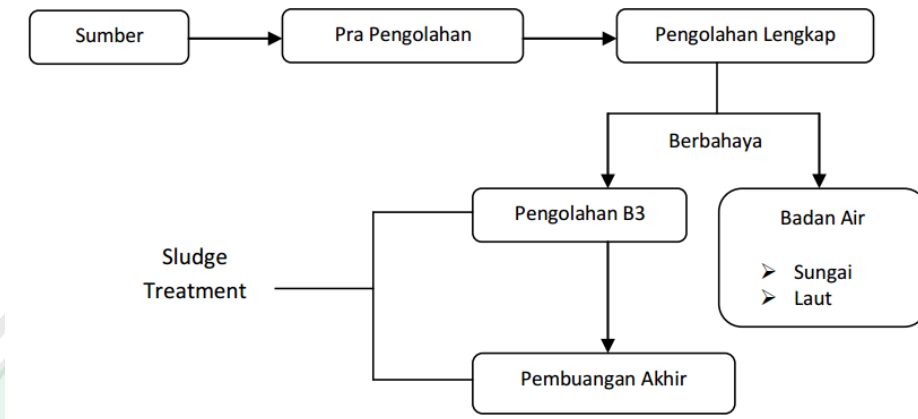 Sumber
Pra Pengolahan
Pengolahan Lengkap
Berbahaya
Pengolahan B3
Badan Air
➤ Sungai
➤ Laut
Sludge
Treatment
Pembuangan Akhir